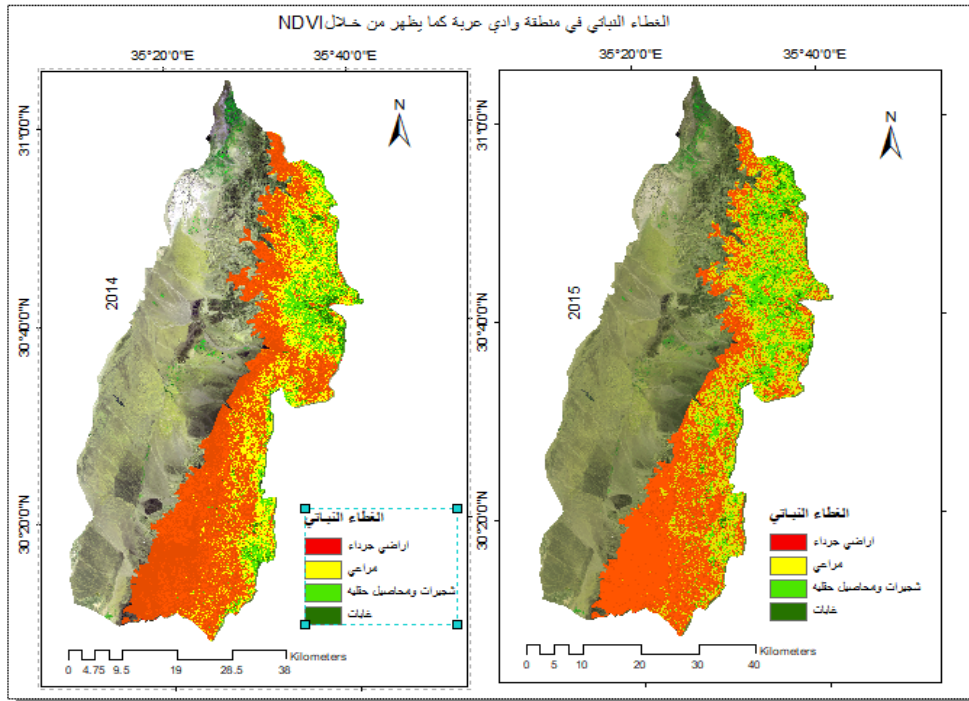 الغطاء النباتي في منطقة وادي عربة كما يظهر من خلال NDVI
35°20'0"E 35°40'0"E
31°0'0"N
30°40'0"N
30°20'0"N
2014
N
الغطاء النباتي
اراضي جرداء
مراعي
شجيرات ومحاصيل حقليه
غابات
0 4.75 9.5 19 28.5 38
Kilometers
35°20'0"E 35°40'0"E
31°0'0"N
30°40'0"N
30°20'0"N
2015
N
الغطاء النباتي
اراضي جرداء
مراعي
شجيرات ومحاصيل حقليه
غابات
0 5 10 20 30 40
Kilometers